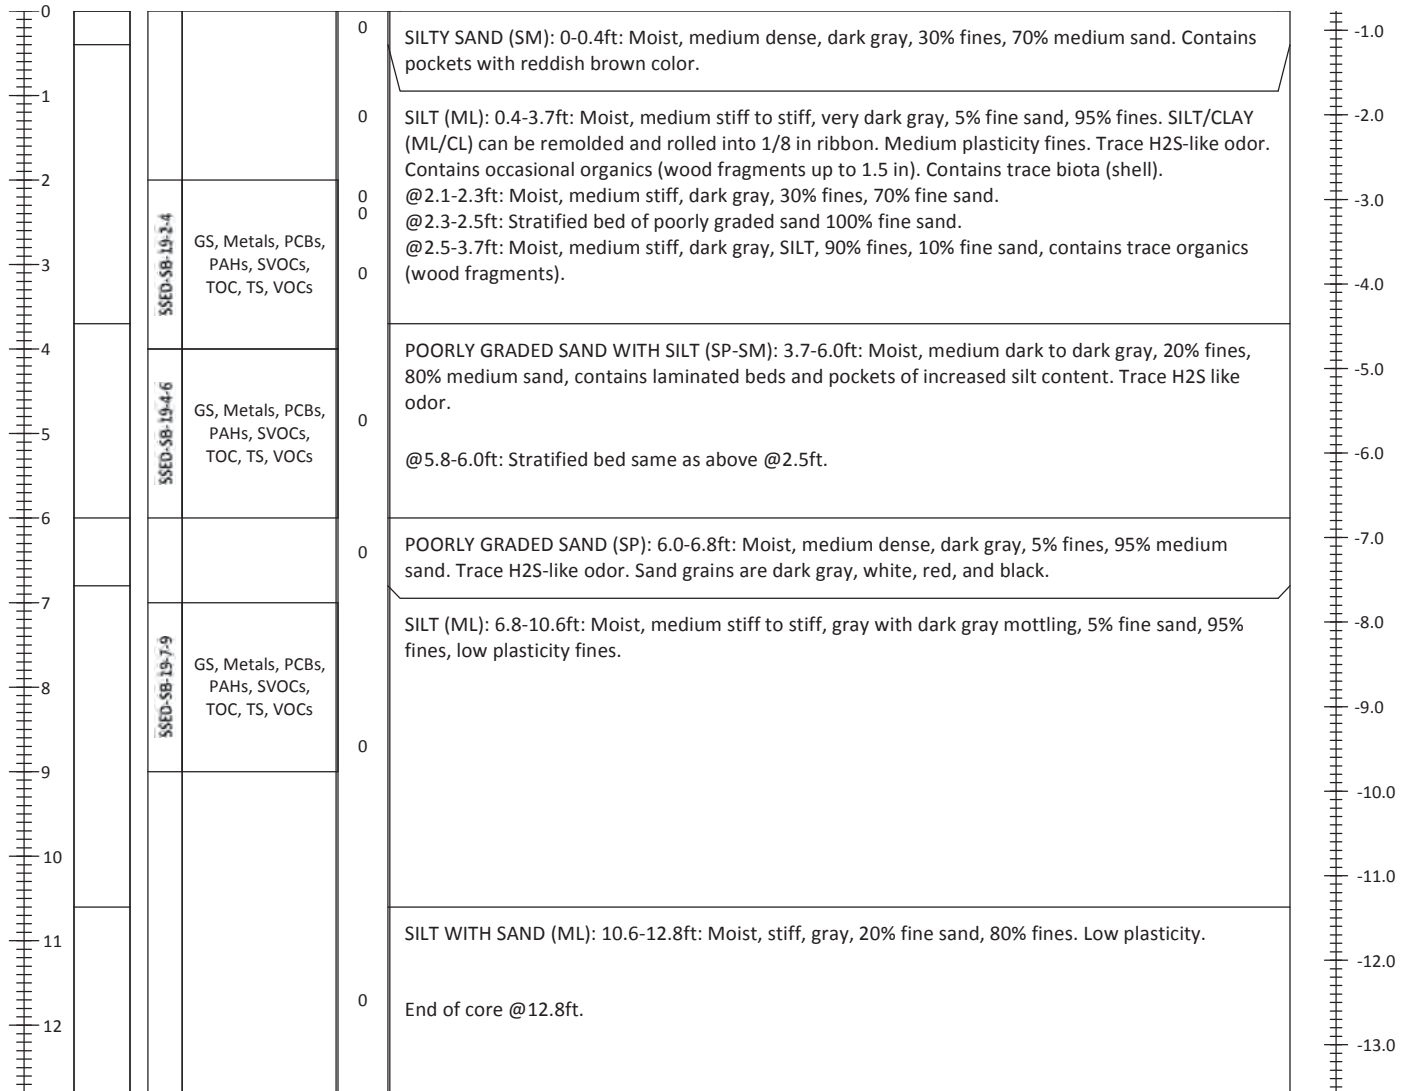 0
1
2
3
4
5
6
7
8
9
10
11
12
SSED-SB-19-2-4
GS, Metals, PCBs,
PAHs, SVOCs,
TOC, TS, VOCs
SSED-SB-19-4-6
GS, Metals, PCBs,
PAHs, SVOCs,
TOC, TS, VOCs
SSED-SB-19-7-9
GS, Metals, PCBs,
PAHs, SVOCs,
TOC, TS, VOCs
0
0
0
0
0
0
0
0
0
SILTY SAND (SM): 0-0.4ft: Moist, medium dense, dark gray, 30% fines, 70% medium sand. Contains
pockets with reddish brown color.
SILT (ML): 0.4-3.7ft: Moist, medium stiff to stiff, very dark gray, 5% fine sand, 95% fines. SILT/CLAY
(ML/CL) can be remolded and rolled into 1/8 in ribbon. Medium plasticity fines. Trace H2S-like odor.
Contains occasional organics (wood fragments up to 1.5 in). Contains trace biota (shell).
@2.1-2.3ft: Moist, medium stiff, dark gray, 30% fines, 70% fine sand.
@2.3-2.5ft: Stratified bed of poorly graded sand 100% fine sand.
@2.5-3.7ft: Moist, medium stiff, dark gray, SILT, 90% fines, 10% fine sand, contains trace organics
(wood fragments).
POORLY GRADED SAND WITH SILT (SP-SM): 3.7-6.0ft: Moist, medium dark to dark gray, 20% fines,
80% medium sand, contains laminated beds and pockets of increased silt content. Trace H2S like
odor.
@5.8-6.0ft: Stratified bed same as above @2.5ft.
POORLY GRADED SAND (SP): 6.0-6.8ft: Moist, medium dense, dark gray, 5% fines, 95% medium
sand. Trace H2S-like odor. Sand grains are dark gray, white, red, and black.
SILT (ML): 6.8-10.6ft: Moist, medium stiff to stiff, gray with dark gray mottling, 5% fine sand, 95%
fines, low plasticity fines.
SILT WITH SAND (ML): 10.6-12.8ft: Moist, stiff, gray, 20% fine sand, 80% fines. Low plasticity.
End of core @12.8ft.
-1.0
-2.0
-3.0
-4.0
-5.0
-6.0
-7.0
-8.0
-9.0
-10.0
-11.0
-12.0
-13.0